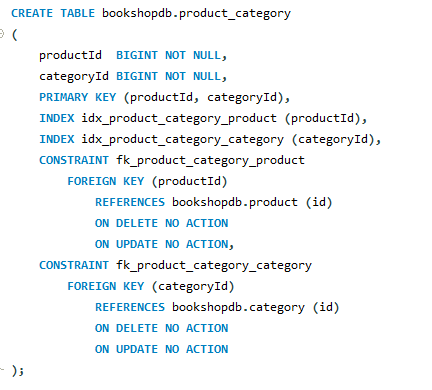 CREATE TABLE bookshopdb.product_category
(
productId BIGINT NOT NULL,
categoryId BIGINT NOT NULL,
PRIMARY KEY (productId, categoryId),
INDEX idx_product_category_product (productId),
INDEX idx_product_category_category (categoryId),
CONSTRAINT fk_product_category_product
FOREIGN KEY (productId)
REFERENCES bookshopdb.product (id)
ON DELETE NO ACTION
ON UPDATE NO ACTION,
CONSTRAINT fk_product_category_category
FOREIGN KEY (categoryId)
REFERENCES bookshopdb.category (id)
ON DELETE NO ACTION
ON UPDATE NO ACTION
);